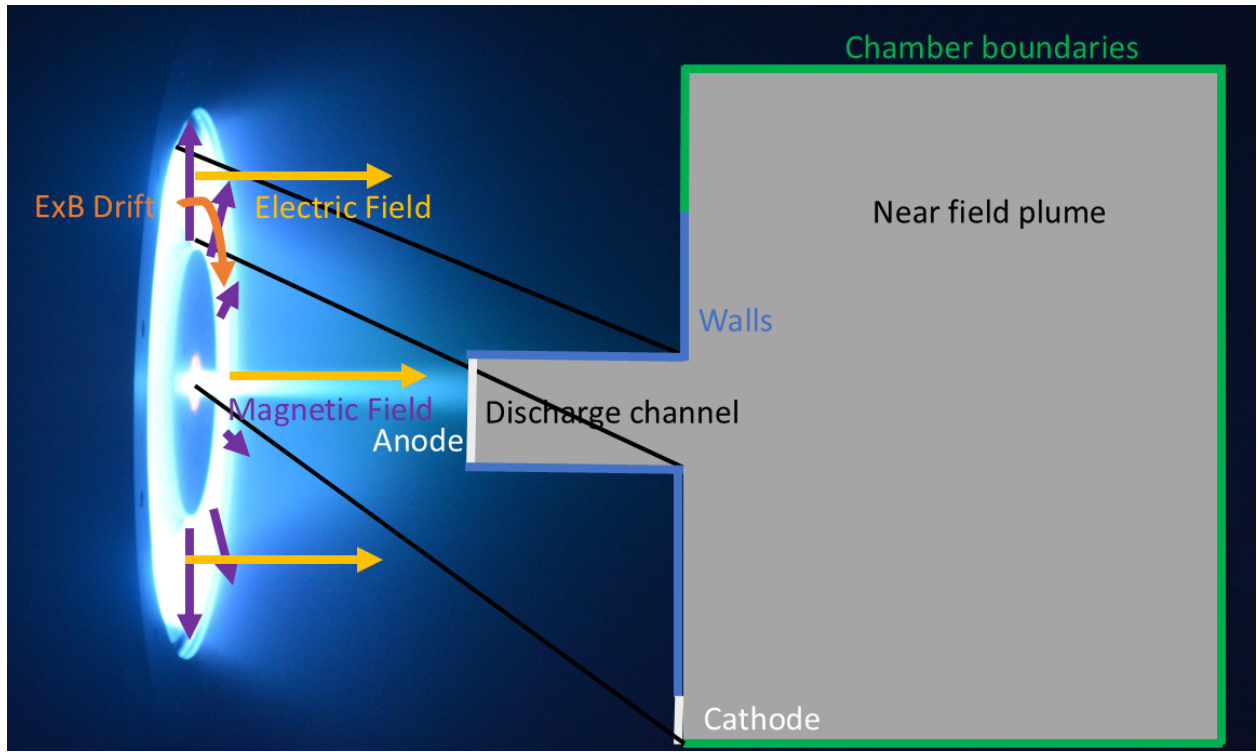 Chamber boundaries
ExB Drift
Electric Field
Near field plume
Walls
Magnetic Field
Discharge channel
Anode
Cathode